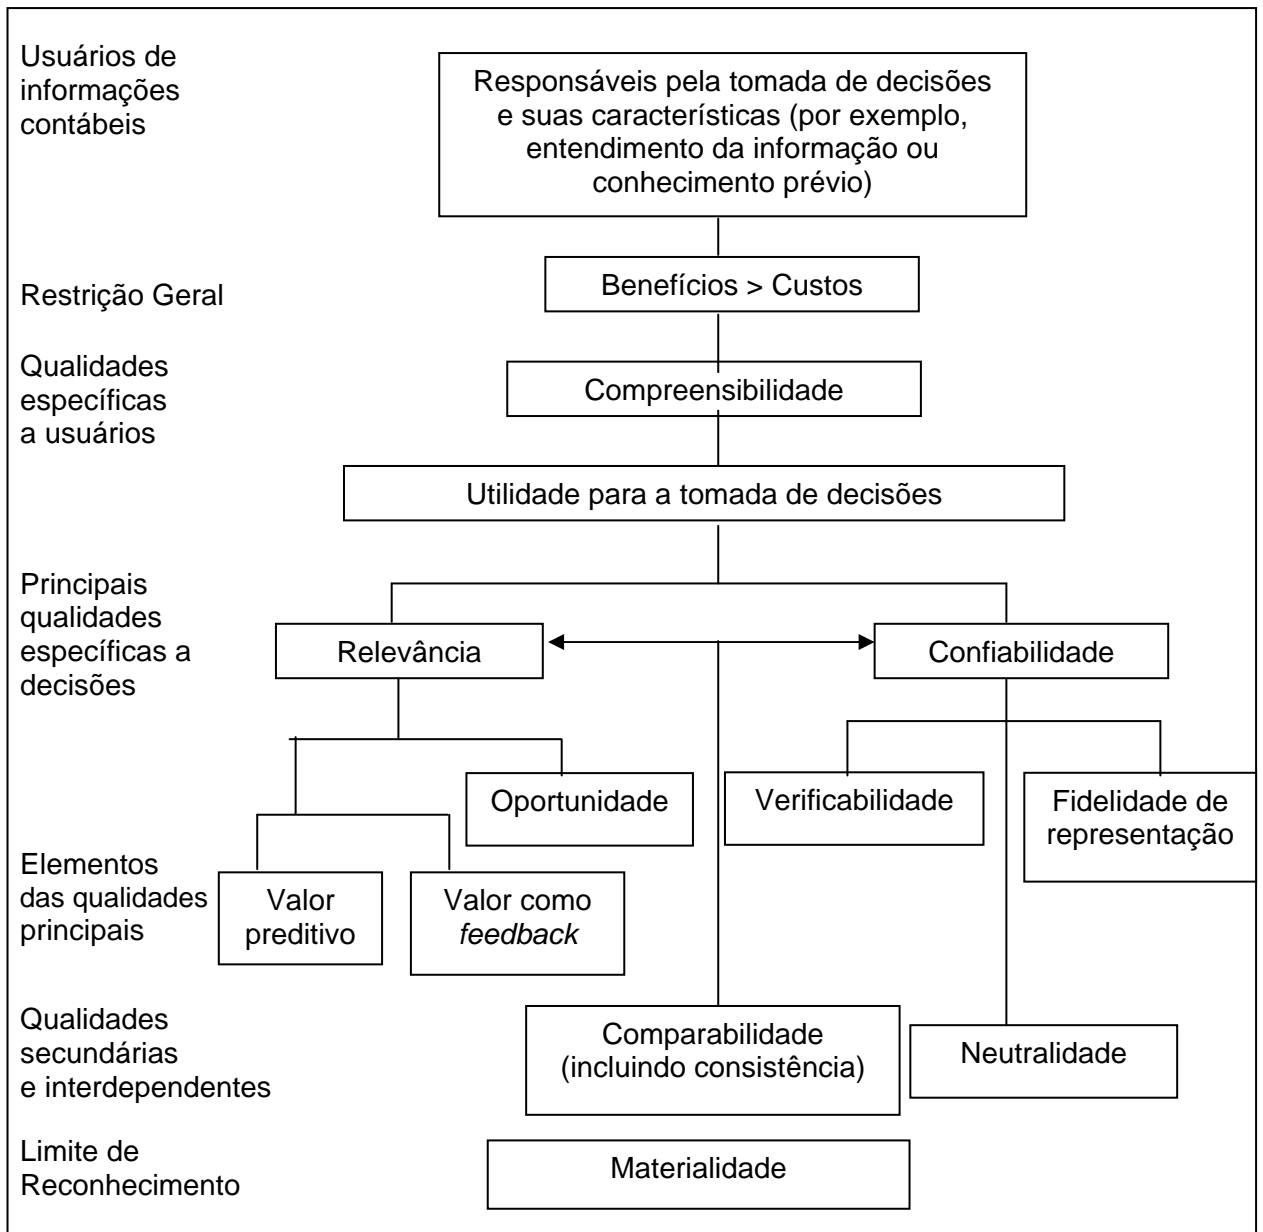 Usuários de
informações
contábeis
Responsáveis pela tomada de decisões
e suas características (por exemplo,
entendimento da informação ou
conhecimento prévio)
Restrição Geral
Benefícios > Custos
Qualidades
específicas
a usuários
Compreensibilidade
Utilidade para a tomada de decisões
Principais
qualidades
específicas a
decisões
Relevância
Confiabilidade
Oportunidade
Verificabilidade
Fidelidade de
representação
Elementos
das qualidades
principais
Valor
preditivo
Valor como
feedback
Qualidades
secundárias
e interdependentes
Comparabilidade
(incluindo consistência)
Neutralidade
Limite de
Reconhecimento
Materialidade